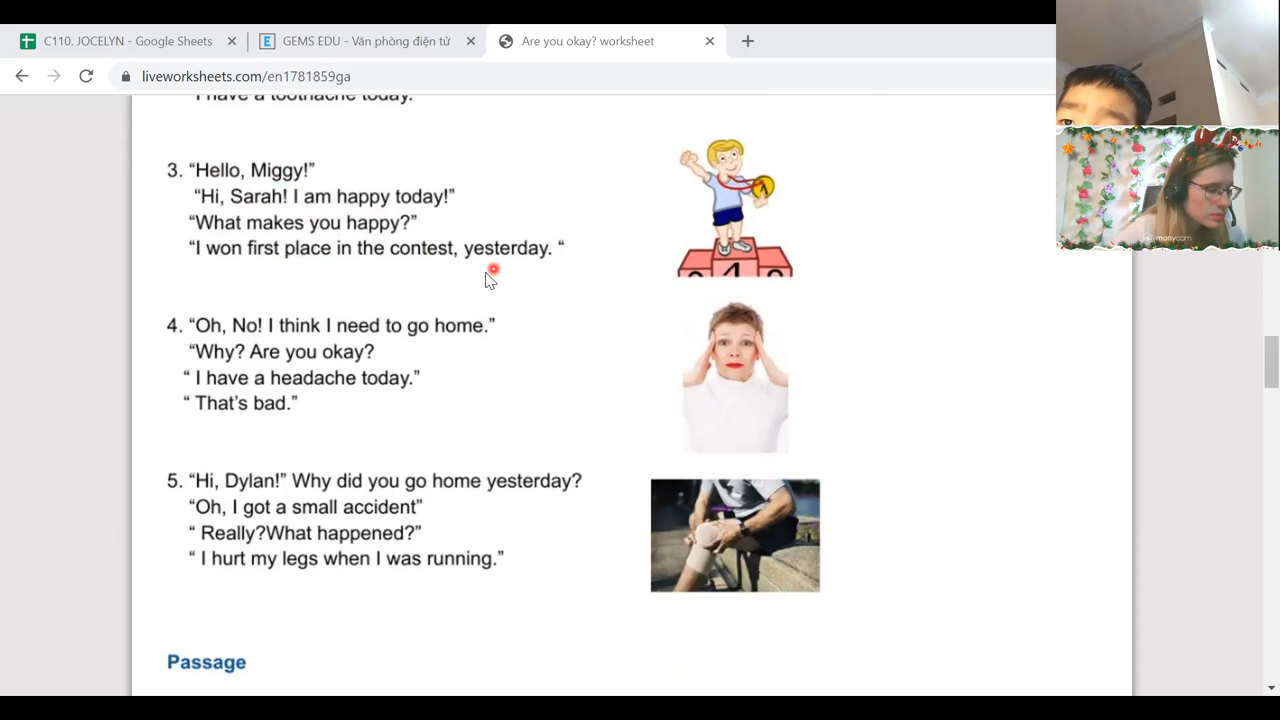 C110. JOCELYN - Google Sheets
GEMS EDU - Văn phòng điện tử
Are you okay? worksheet
liveworksheets.com/en1781859ga
I have a toothache today.
3. “Hello, Miggy!”
“Hi, Sarah! I am happy today!”
“What makes you happy?”
“I won first place in the contest, yesterday. “
4. “Oh, No! I think I need to go home.”
“Why? Are you okay?
“ I have a headache today.”
“ That’s bad.”
5. “Hi, Dylan!” Why did you go home yesterday?
“Oh, I got a small accident”
“ Really?What happened?”
“ I hurt my legs when I was running.”
Passage
manycam